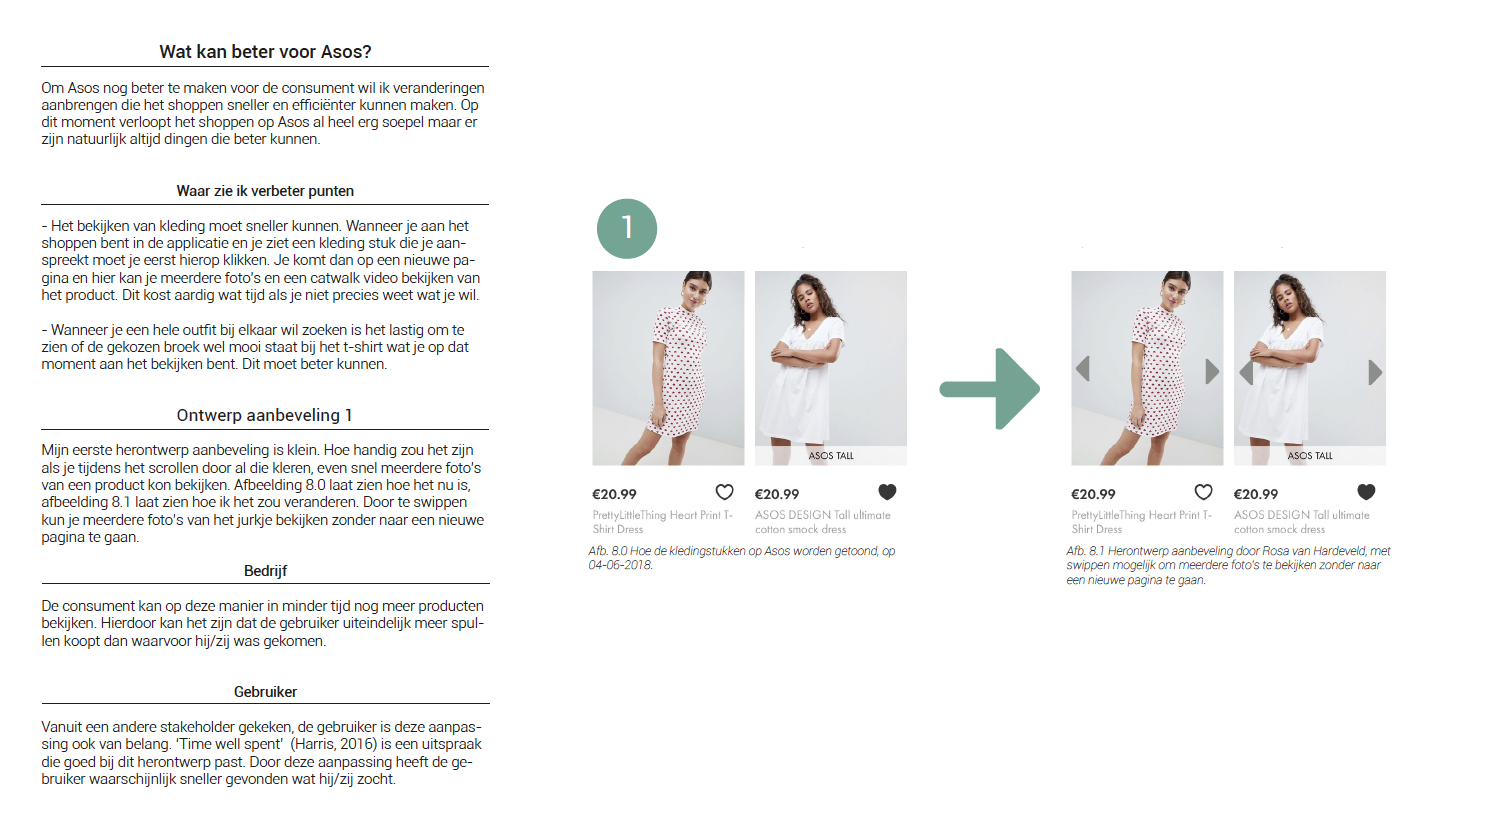 Wat kan beter voor Asos?
Om Asos nog beter te maken voor de consument wil ik veranderingen
aanbrengen die het shoppen sneller en efficiënter kunnen maken. Op
dit moment verloopt het shoppen op Asos al heel erg soepel maar er
zijn natuurlijk altijd dingen die beter kunnen.
Waar zie ik verbeter punten
- Het bekijken van kleding moet sneller kunnen. Wanneer je aan het
shoppen bent in de applicatie en je ziet een kleding stuk die je aan-
spreekt moet je eerst hierop klikken. Je komt dan op een nieuwe pa-
gina en hier kan je meerdere foto's en een catwalk video bekijken van
het product. Dit kost aardig wat tijd als je niet precies weet wat je wil.
- Wanneer je een hele outfit bij elkaar wil zoeken is het lastig om te
zien of de gekozen broek wel mooi staat bij het t-shirt wat je op dat
moment aan het bekijken bent. Dit moet beter kunnen.
Ontwerp aanbeveling 1
Mijn eerste herontwerp aanbeveling is klein. Hoe handig zou het zijn
als je tijdens het scrollen door al die kleren, even snel meerdere foto's
van een product kon bekijken. Afbeelding 8.0 laat zien hoe het nu is,
afbeelding 8.1 laat zien hoe ik het zou veranderen. Door te swippen
kun je meerdere foto's van het jurkje bekijken zonder naar een nieuwe
pagina te gaan.
Bedrijf
De consument kan op deze manier in minder tijd nog meer producten
bekijken. Hierdoor kan het zijn dat de gebruiker uiteindelijk meer spul-
len koopt dan waarvoor hij/zij was gekomen.
Gebruiker
Vanuit een andere stakeholder gekeken, de gebruiker is deze aanpas-
sing ook van belang. 'Time well spent' (Harris, 2016) is een uitspraak
die goed bij dit herontwerp past. Door deze aanpassing heeft de ge-
bruiker waarschijnlijk sneller gevonden wat hij/zij zocht.
1
ASOS TALL
€20.99
PrettyLittleThing Heart Print T-
Shirt Dress
€20.99
ASOS DESIGN Tall ultimate
cotton smock dress
Afb. 8.0 Hoe de kledingstukken op Asos worden getoond, op
04-06-2018.
ASOS TALL
€20.99
PrettyLittleThing Heart Print T-
Shirt Dress
€20.99
ASOS DESIGN Tall ultimate
cotton smock dress
Afb. 8.1 Herontwerp aanbeveling door Rosa van Hardeveld, met
swippen mogelijk om meerdere foto's te bekijken zonder naar
een nieuwe pagina te gaan.